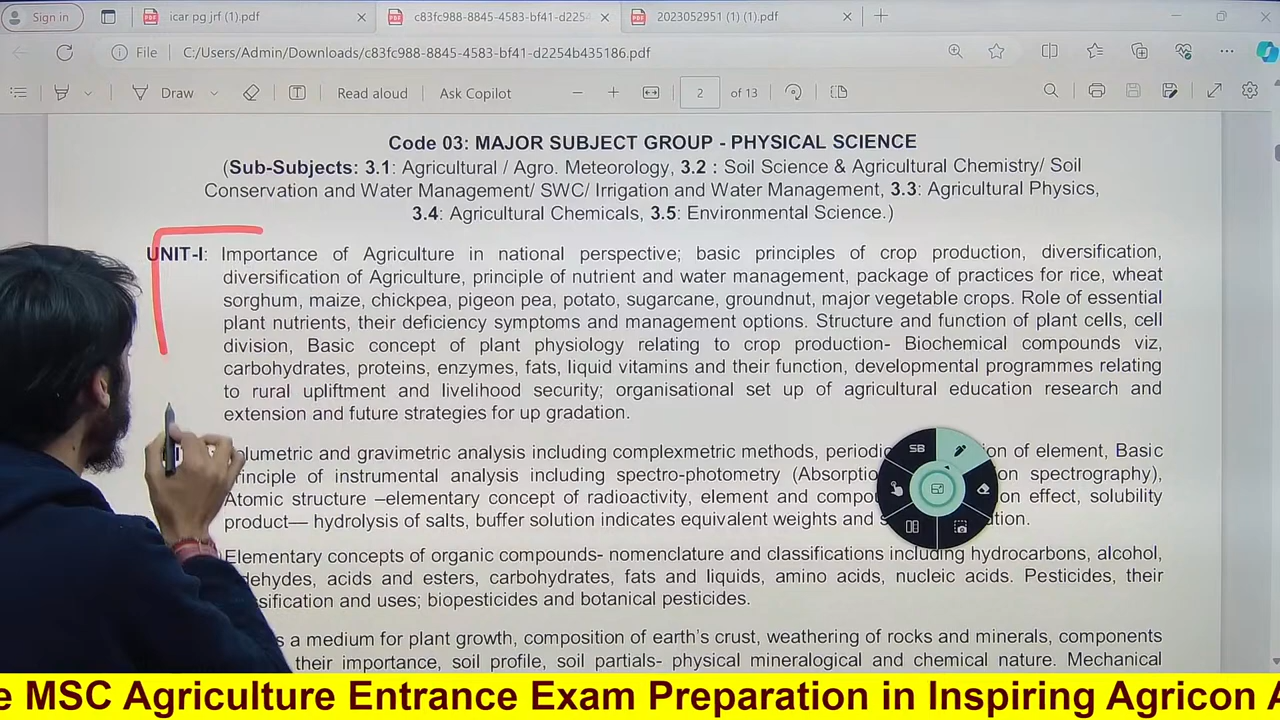 Sign in
icar pg jrf (1).pdf
c83fc988-8845-4583-bf41-d2254
2023052951 (1) (1).pdf
File C:/Users/Admin/Downloads/c83fc988-8845-4583-bf41-d2254b435186.pdf
Draw
Read aloud
Ask Copilot
2 of 13
Code 03: MAJOR SUBJECT GROUP - PHYSICAL SCIENCE
(Sub-Subjects: 3.1: Agricultural / Agro. Meteorology, 3.2 : Soil Science & Agricultural Chemistry/ Soil
Conservation and Water Management/ SWC/ Irrigation and Water Management, 3.3: Agricultural Physics,
3.4: Agricultural Chemicals, 3.5: Environmental Science.)
UNIT-I: Importance of Agriculture in national perspective; basic principles of crop production, diversification,
diversification of Agriculture, principle of nutrient and water management, package of practices for rice, wheat
sorghum, maize, chickpea, pigeon pea, potato, sugarcane, groundnut, major vegetable crops. Role of essential
plant nutrients, their deficiency symptoms and management options. Structure and function of plant cells, cell
division, Basic concept of plant physiology relating to crop production- Biochemical compounds viz,
carbohydrates, proteins, enzymes, fats, liquid vitamins and their function, developmental programmes relating
to rural upliftment and livelihood security; organisational set up of agricultural education research and
extension and future strategies for up gradation.
and gravimetric analysis including complexmetric methods, of element, Basic
of instrumental analysis including spectro-photometry spectrography),
Atomic structure –elementary concept of radioactivity, element and effect, solubility
product— hydrolysis of salts, buffer solution indicates equivalent weights and
SB
Elementary concepts of organic compounds- nomenclature and classifications including hydrocarbons, alcohol,
acids and esters, carbohydrates, fats and liquids, amino acids, nucleic acids. Pesticides, their
and uses; biopesticides and botanical pesticides.
a medium for plant growth, composition of earth's crust, weathering of rocks and minerals, components
their importance, soil profile, soil partials- physical mineralogical and chemical nature. Mechanical
e MSC Agriculture Entrance Exam Preparation in Inspiring Agricon A